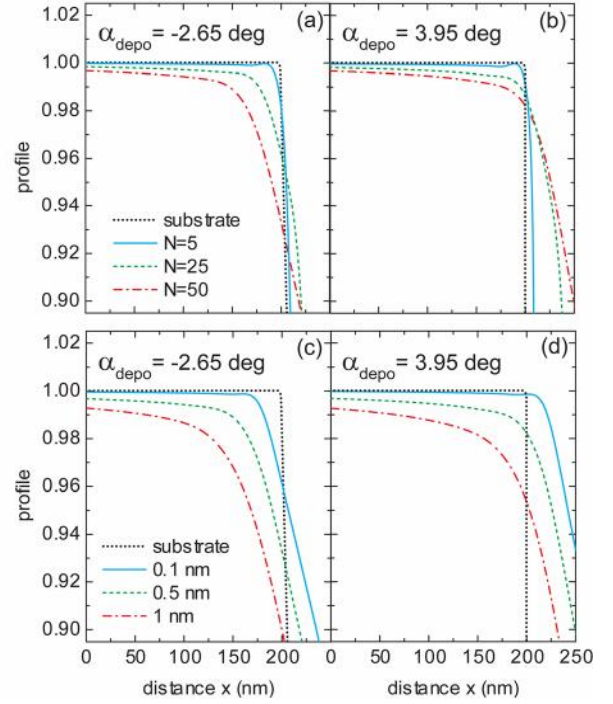 (a)
α_depo = -2.65 deg
(b)
α_depo = 3.95 deg
1.02
1.00
0.98
0.96
0.94
0.92
0.90
profile
substrate
N=5
N=25
N=50
(c)
α_depo = -2.65 deg
(d)
α_depo = 3.95 deg
1.02
1.00
0.98
0.96
0.94
0.92
0.90
profile
substrate
0.1 nm
0.5 nm
1 nm
0 50 100 150 200 0 50 100 150 200 250
distance x (nm) distance x (nm)